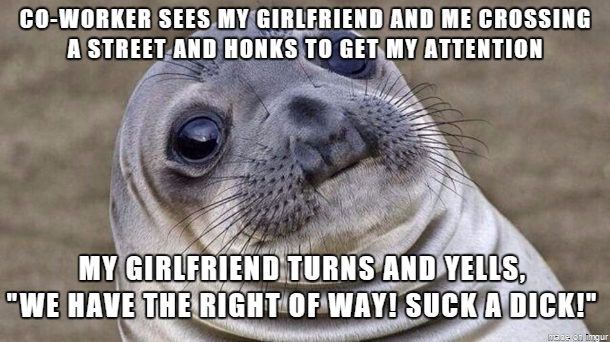 CO-WORKER SEES MY GIRLFRIEND AND ME CROSSING
A STREET AND HONKS TO GET MY ATTENTION
MY GIRLFRIEND TURNS AND YELLS,
"WE HAVE THE RIGHT OF WAY! SUCK A DICK!"
made on imgur